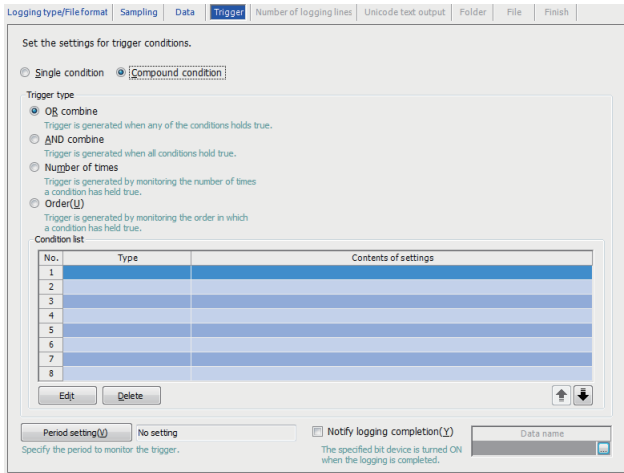 Logging type/File format Sampling Data Trigger Number of logging lines Unicode text output Folder File Finish
Set the settings for trigger conditions.
Single condition Compound condition
Trigger type
OR combine
Trigger is generated when any of the conditions holds true.
AND combine
Trigger is generated when all conditions hold true.
Number of times
Trigger is generated by monitoring the number of times
a condition has held true.
Order(U)
Trigger is generated by monitoring the order in which
a condition has held true.
Condition list
No. Type Contents of settings
1
2
3
4
5
6
7
8
Edit Delete
Period setting(V) No setting Notify logging completion(Y) Data name
Specify the period to monitor the trigger. The specified bit device is turned ON ...
when the logging is completed.